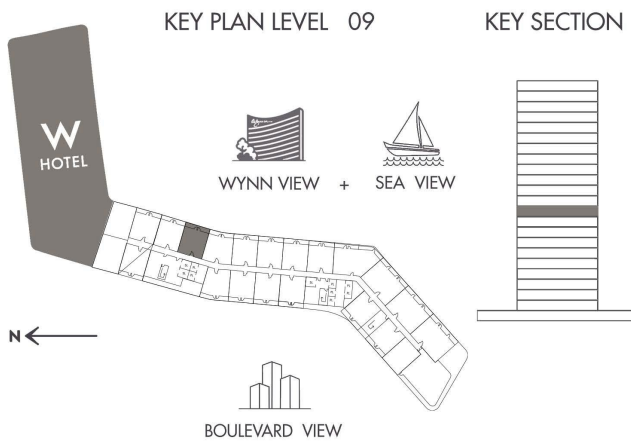 KEY PLAN LEVEL 09
KEY SECTION
W
HOTEL
WYNN VIEW + SEA VIEW
N
BOULEVARD VIEW